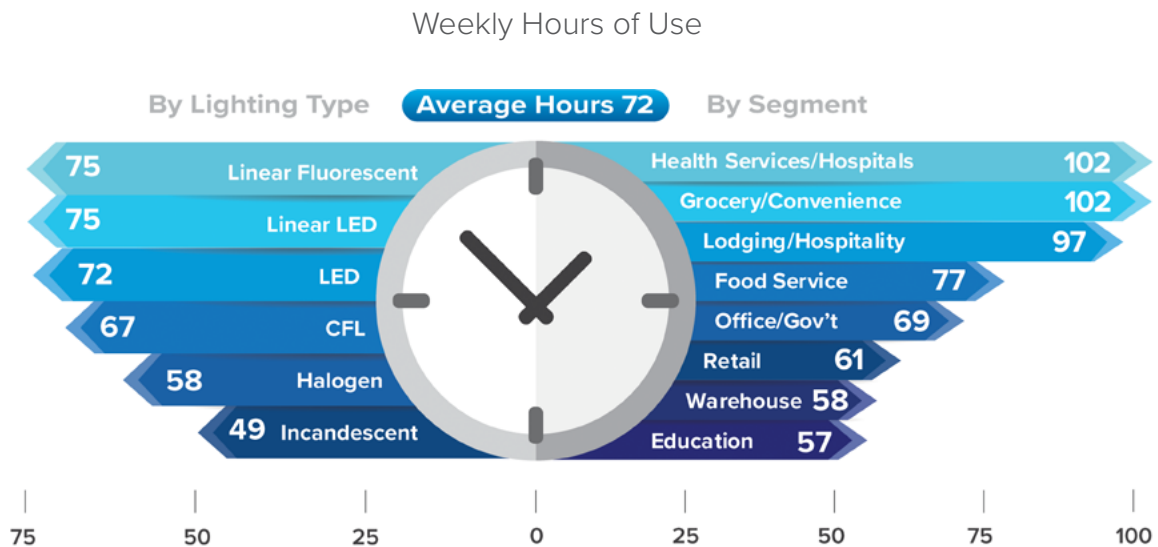 Weekly Hours of Use
By Lighting Type
Average Hours 72
By Segment
75 Linear Fluorescent
75 Linear LED
72 LED
67 CFL
58 Halogen
49 Incandescent
Health Services/Hospitals 102
Grocery/Convenience 102
Lodging/Hospitality 97
Food Service 77
Office/Gov't 69
Retail 61
Warehouse 58
Education 57
75 50 25 0 25 50 75 100